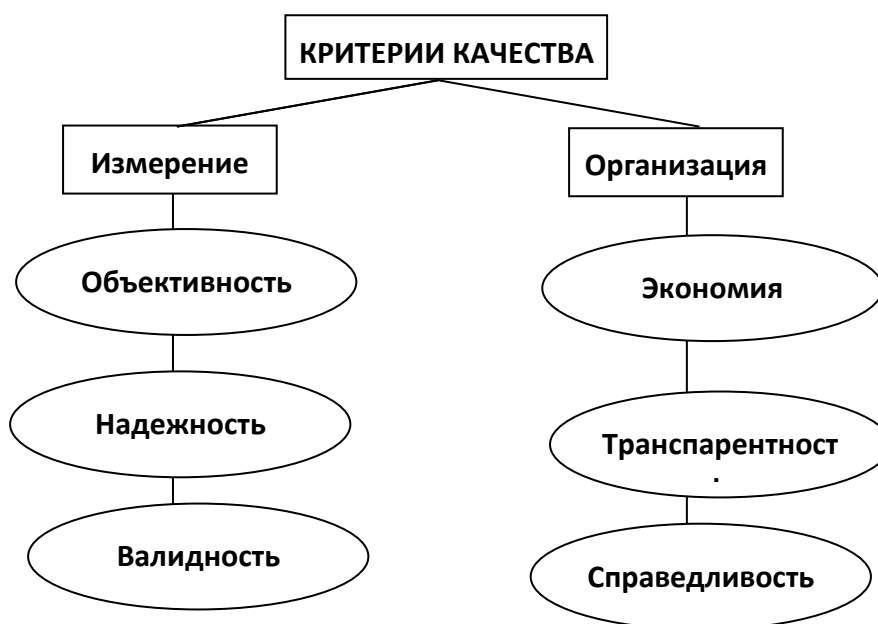 КРИТЕРИИ КАЧЕСТВА
Измерение
Организация
Объективность
Экономия
Надежность
Транспарентност
Валидность
Справедливость